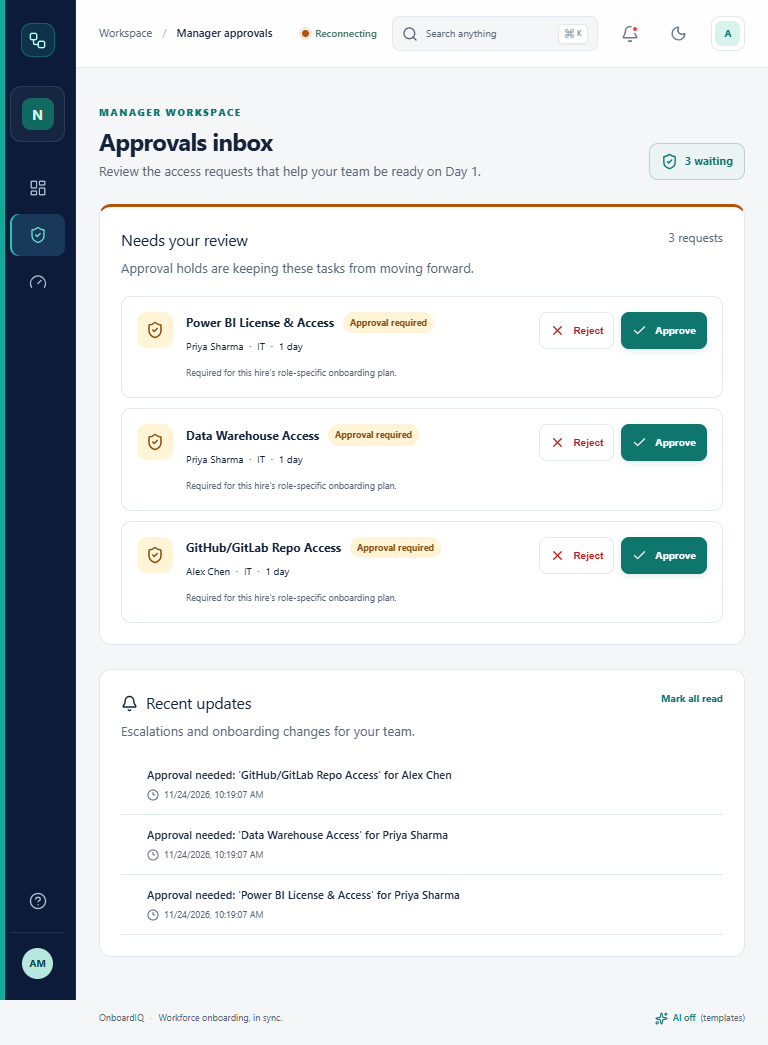 Workspace / Manager approvals
Reconnecting
Search anything
⌘ K
A
N
MANAGER WORKSPACE
Approvals inbox
Review the access requests that help your team be ready on Day 1.
3 waiting
Needs your review
3 requests
Approval holds are keeping these tasks from moving forward.
Power BI License & Access
Approval required
Priya Sharma · IT · 1 day
Required for this hire's role-specific onboarding plan.
Reject
Approve
Data Warehouse Access
Approval required
Priya Sharma · IT · 1 day
Required for this hire's role-specific onboarding plan.
Reject
Approve
GitHub/GitLab Repo Access
Approval required
Alex Chen · IT · 1 day
Required for this hire's role-specific onboarding plan.
Reject
Approve
Recent updates
Mark all read
Escalations and onboarding changes for your team.
Approval needed: 'GitHub/GitLab Repo Access' for Alex Chen
11/24/2026, 10:19:07 AM
Approval needed: 'Data Warehouse Access' for Priya Sharma
11/24/2026, 10:19:07 AM
Approval needed: 'Power BI License & Access' for Priya Sharma
11/24/2026, 10:19:07 AM
AM
OnboardIQ · Workforce onboarding, in sync.
AI off (templates)